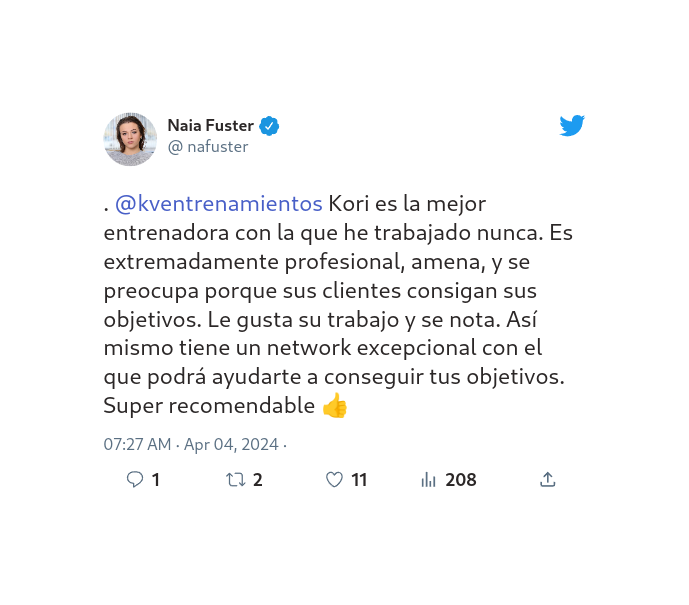 Naia Fuster
@ nafuster
. @kventrenamientos Kori es la mejor
entrenadora con la que he trabajado nunca. Es
extremadamente profesional, amena, y se
preocupa porque sus clientes consigan sus
objetivos. Le gusta su trabajo y se nota. Así
mismo tiene un network excepcional con el
que podrá ayudarte a conseguir tus objetivos.
Super recomendable 👍
07:27 AM · Apr 04, 2024 ·
1 2 11 208